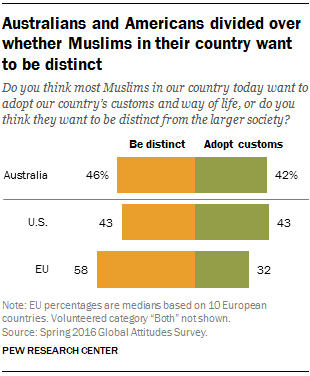 Australians and Americans divided over
whether Muslims in their country want
to be distinct
Do you think most Muslims in our country today want to
adopt our country's customs and way of life, or do you
think they want to be distinct from the larger society?
Be distinct Adopt customs
Australia 46% 42%
U.S. 43 43
EU 58 32
Note: EU percentages are medians based on 10 European
countries. Volunteered category "Both" not shown.
Source: Spring 2016 Global Attitudes Survey.
PEW RESEARCH CENTER